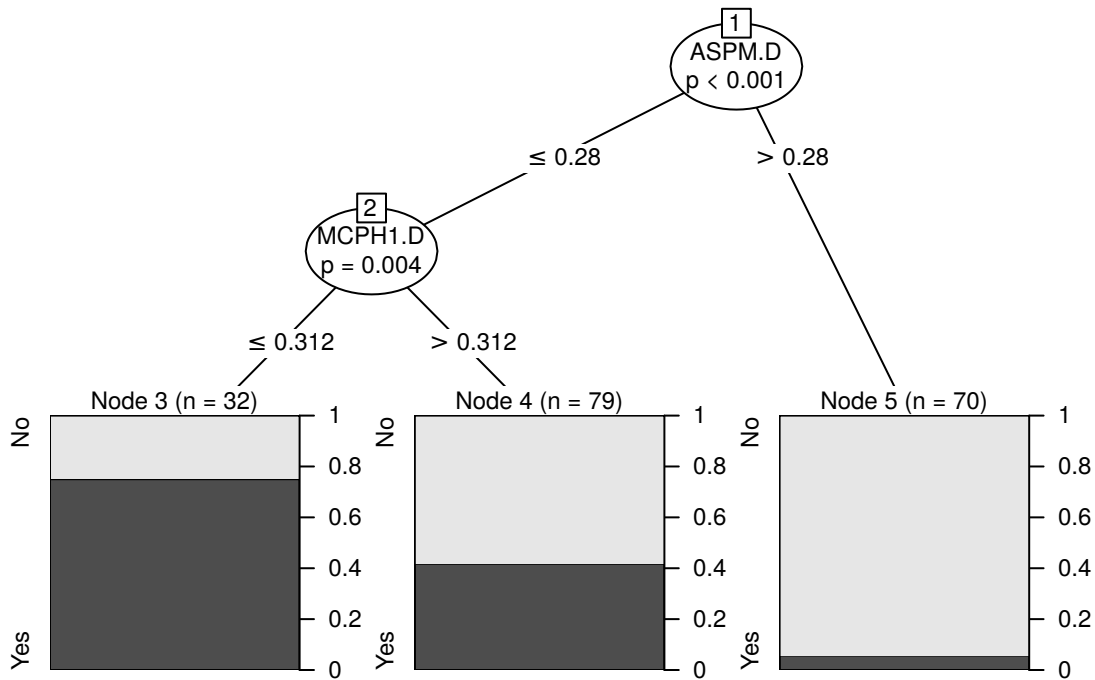 1
ASPM.D
p < 0.001
≤ 0.28
> 0.28
2
MCPH1.D
p = 0.004
≤ 0.312
> 0.312
Node 3 (n = 32)
No
Yes
1
0.8
0.6
0.4
0.2
0
Node 4 (n = 79)
No
Yes
1
0.8
0.6
0.4
0.2
0
Node 5 (n = 70)
No
Yes
1
0.8
0.6
0.4
0.2
0